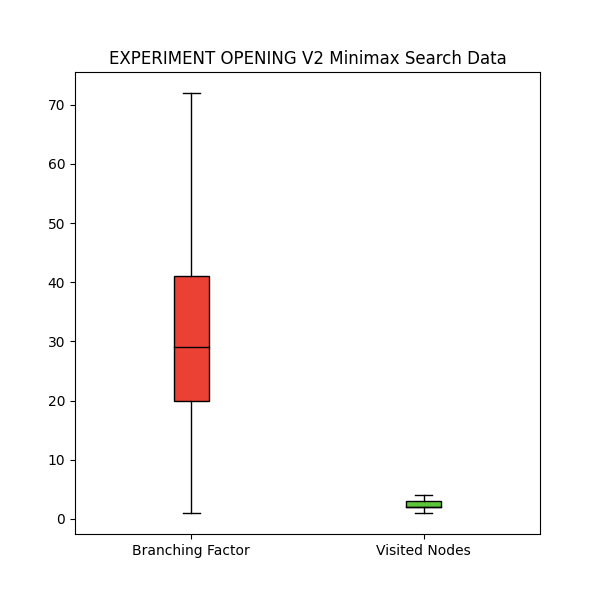 EXPERIMENT OPENING V2 Minimax Search Data
70
60
50
40
30
20
10
0
Branching Factor
Visited Nodes